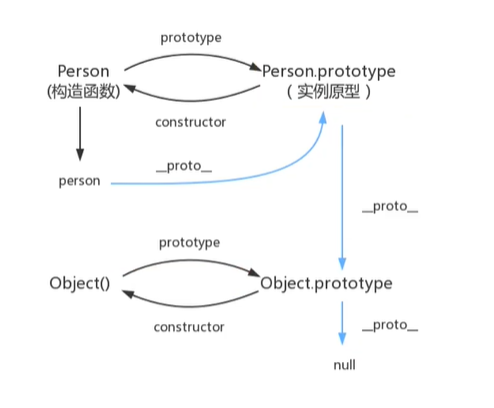 prototype
Person
(构造函数)
Person.prototype
（实例原型）
constructor
__proto__
person
__proto__
prototype
Object()
Object.prototype
constructor
__proto__
null